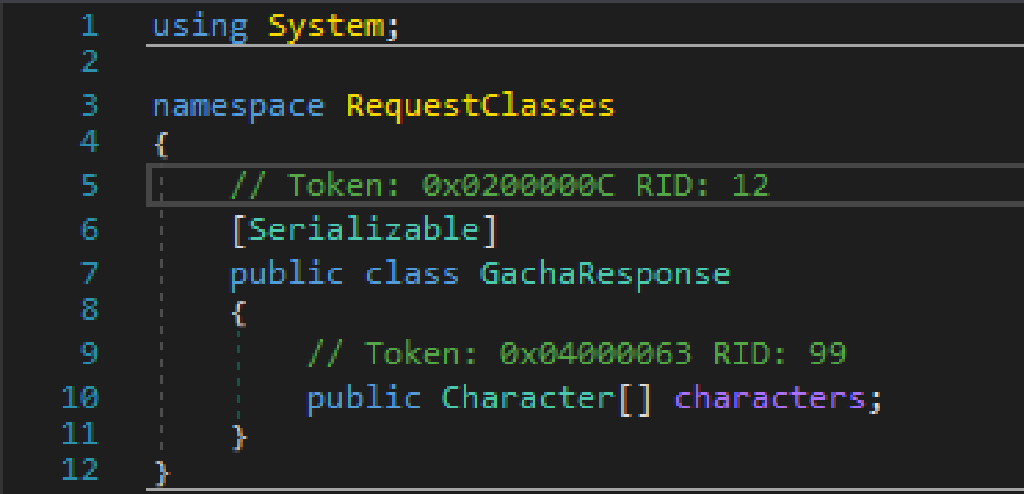 1 using System;
2
3 namespace RequestClasses
4 {
5 // Token: 0x0200000C RID: 12
6 [Serializable]
7 public class GachaResponse
8 {
9 // Token: 0x04000063 RID: 99
10 public Character[] characters;
11 }
12 }